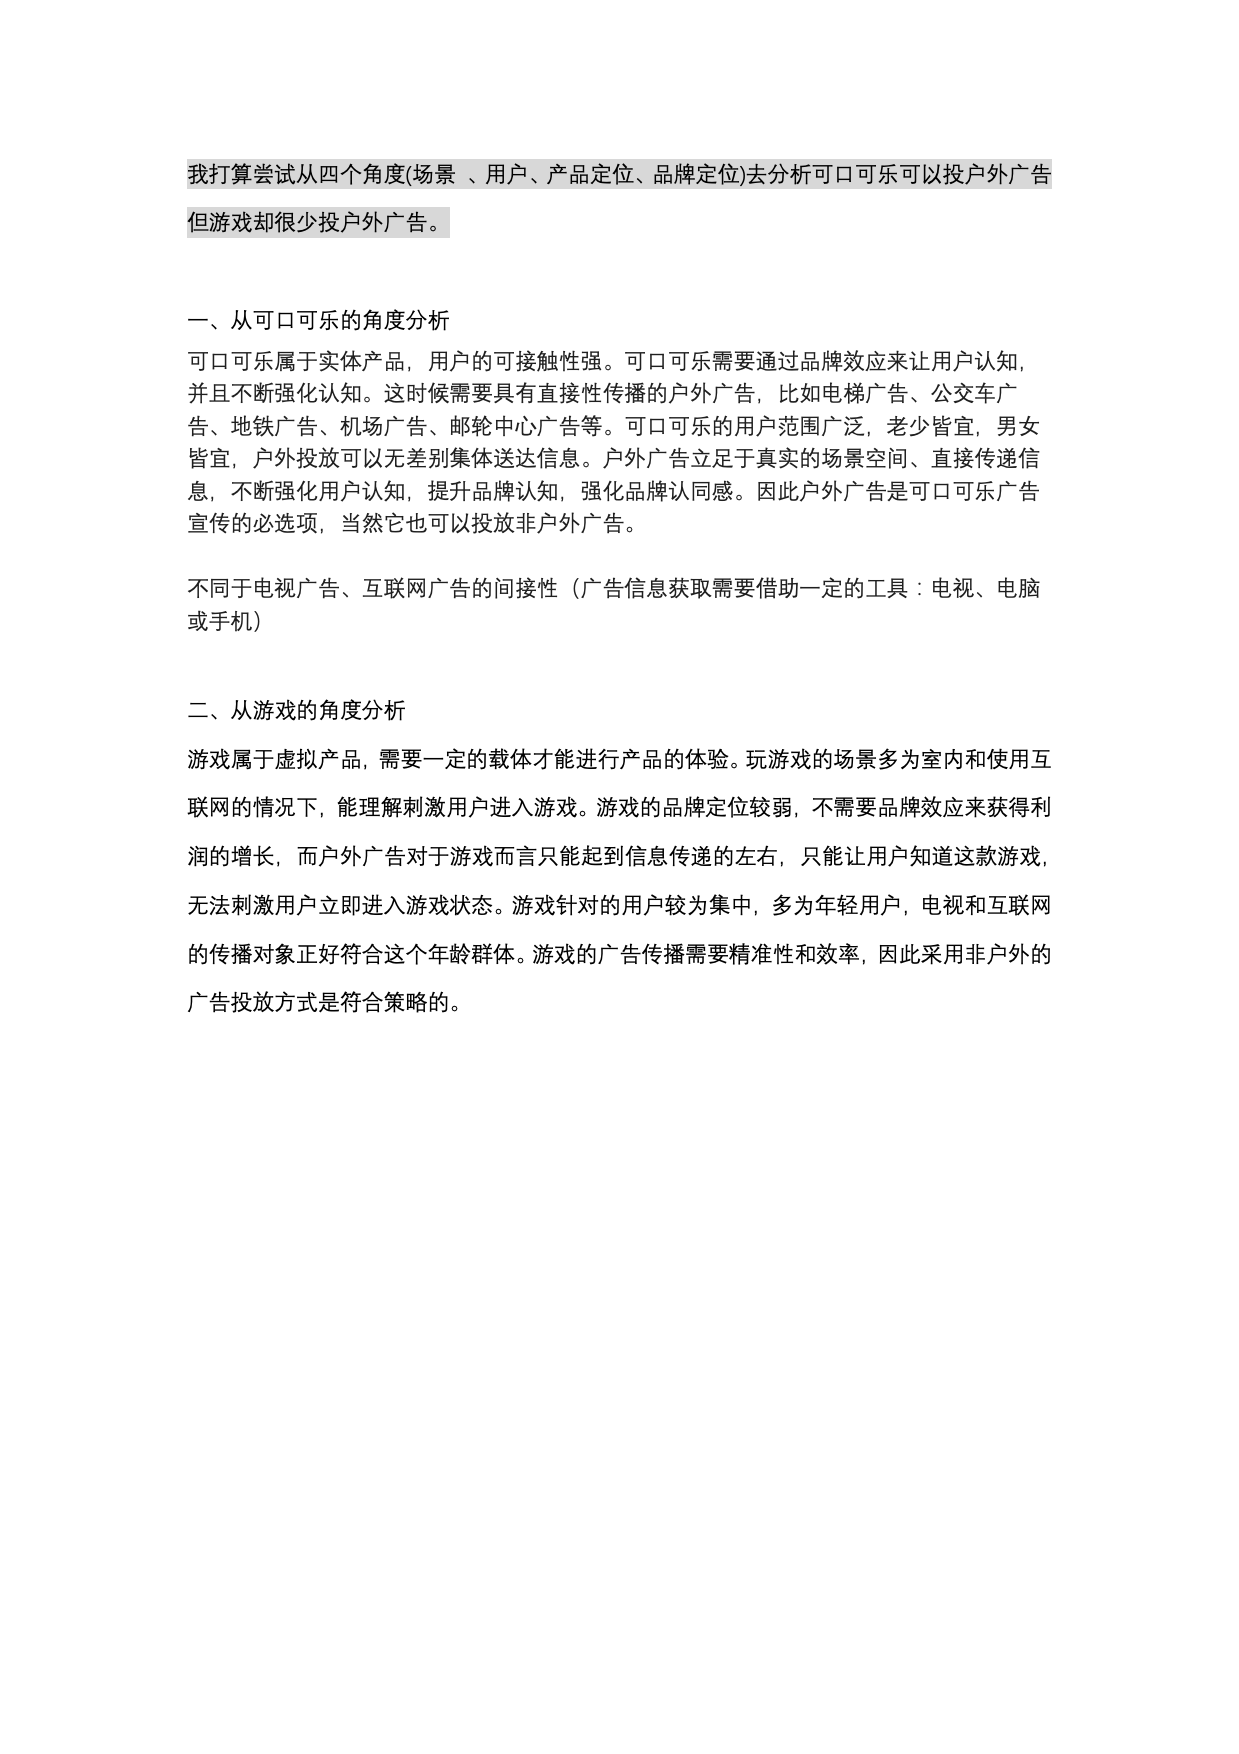 我打算尝试从四个角度(场景 、用户、产品定位、品牌定位)去分析可口可乐可以投户外广告
但游戏却很少投户外广告。
一、从可口可乐的角度分析
可口可乐属于实体产品，用户的可接触性强。可口可乐需要通过品牌效应来让用户认知，
并且不断强化认知。这时候需要具有直接性传播的户外广告，比如电梯广告、公交车广
告、地铁广告、机场广告、邮轮中心广告等。可口可乐的用户范围广泛，老少皆宜，男女
皆宜，户外投放可以无差别集体送达信息。户外广告立足于真实的场景空间、直接传递信
息，不断强化用户认知，提升品牌认知，强化品牌认同感。因此户外广告是可口可乐广告
宣传的必选项，当然它也可以投放非户外广告。
不同于电视广告、互联网广告的间接性（广告信息获取需要借助一定的工具：电视、电脑
或手机）
二、从游戏的角度分析
游戏属于虚拟产品，需要一定的载体才能进行产品的体验。玩游戏的场景多为室内和使用互
联网的情况下，能理解刺激用户进入游戏。游戏的品牌定位较弱，不需要品牌效应来获得利
润的增长，而户外广告对于游戏而言只能起到信息传递的左右，只能让用户知道这款游戏，
无法刺激用户立即进入游戏状态。游戏针对的用户较为集中，多为年轻用户，电视和互联网
的传播对象正好符合这个年龄群体。游戏的广告传播需要精准性和效率，因此采用非户外的
广告投放方式是符合策略的。